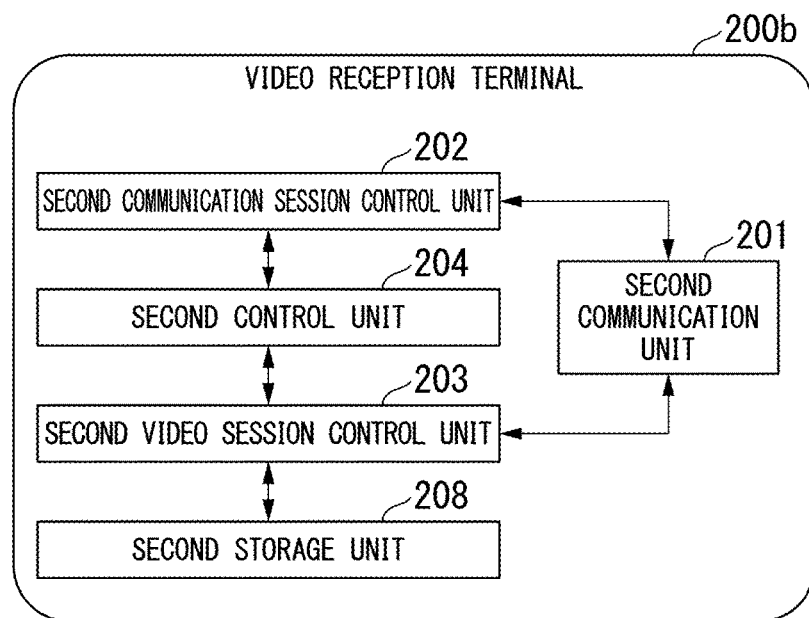 200b
VIDEO RECEPTION TERMINAL
202
SECOND COMMUNICATION SESSION CONTROL UNIT
201
SECOND
COMMUNICATION
UNIT
204
SECOND CONTROL UNIT
203
SECOND VIDEO SESSION CONTROL UNIT
208
SECOND STORAGE UNIT